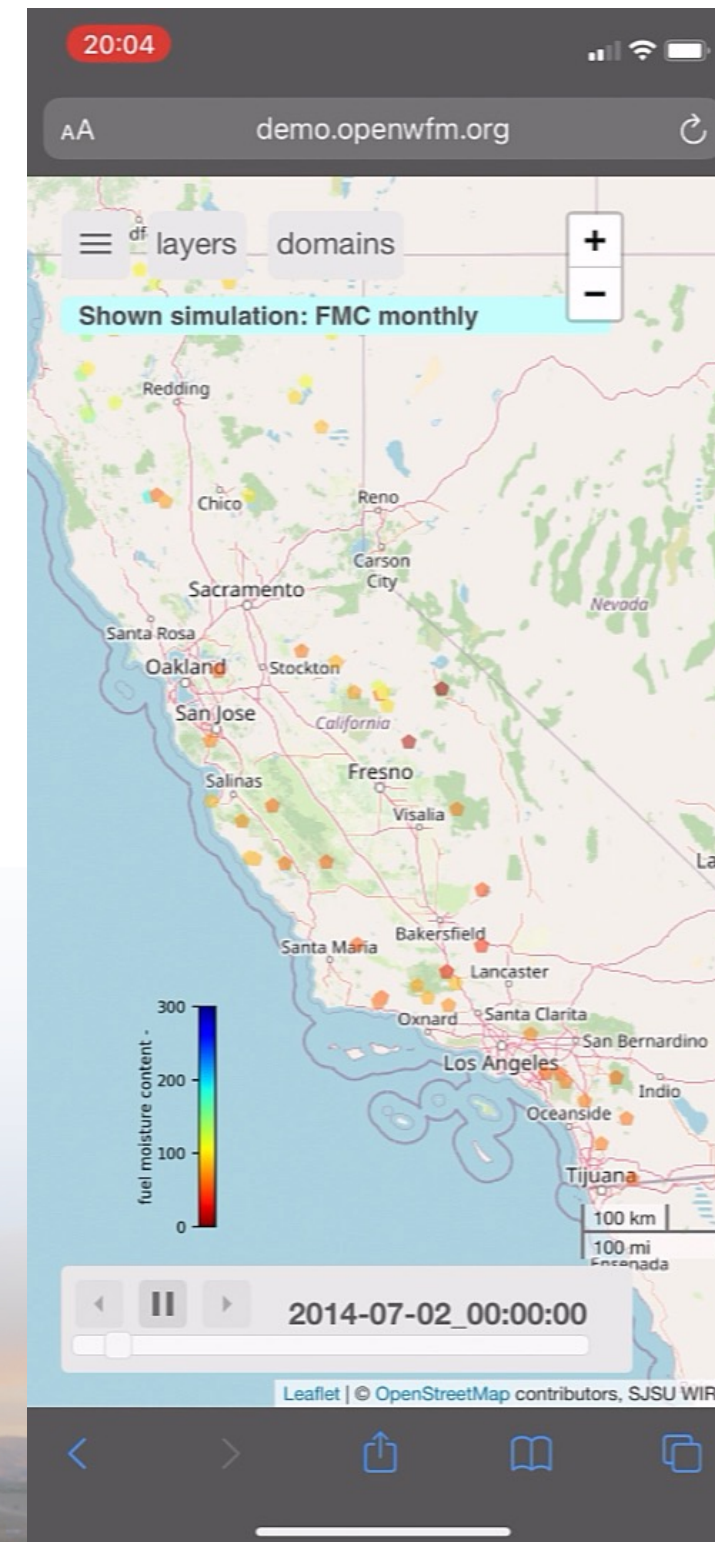 20:04
AA
demo.openwfm.org
layers
domains
+
−
Shown simulation: FMC monthly
Redding
Chico
Reno
Carson
City
Sacramento
Nevada
Santa Rosa
Oakland
Stockton
San Jose
California
Salinas
Fresno
Visalia
La
Santa Maria
Bakersfield
Lancaster
Oxnard
Santa Clarita
San Bernardino
Los Angeles
Indio
Oceanside
Tijuana
Ensenada
fuel moisture content -
300
200
100
0
100 km
100 mi
2014-07-02_00:00:00
Leaflet | © OpenStreetMap contributors, SJSU WIR